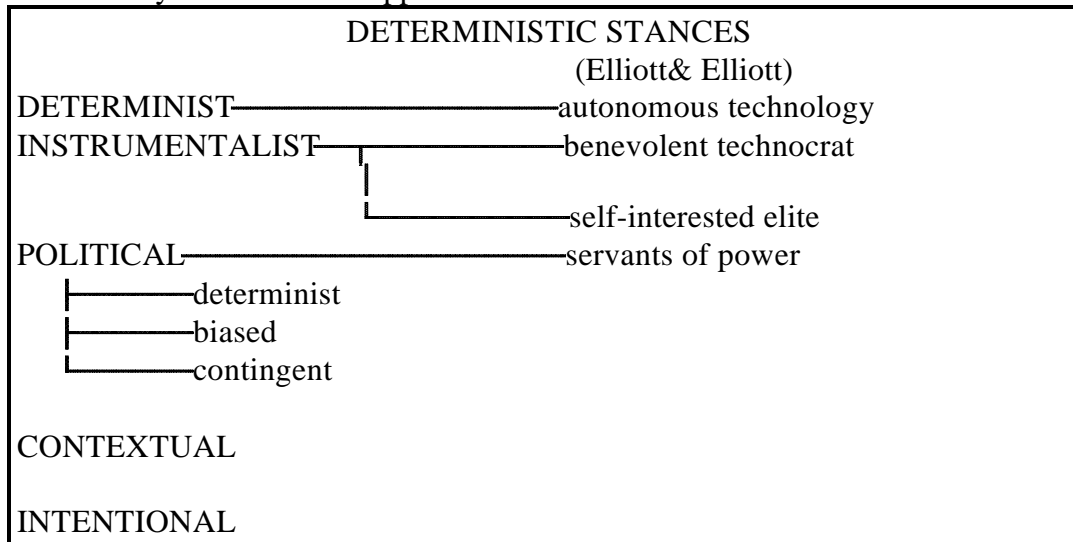 DETERMINISTIC STANCES
(Elliott& Elliott)
DETERMINIST autonomous technology
INSTRUMENTALIST benevolent technocrat
self-interested elite
POLITICAL servants of power
determinist
biased
contingent
CONTEXTUAL
INTENTIONAL